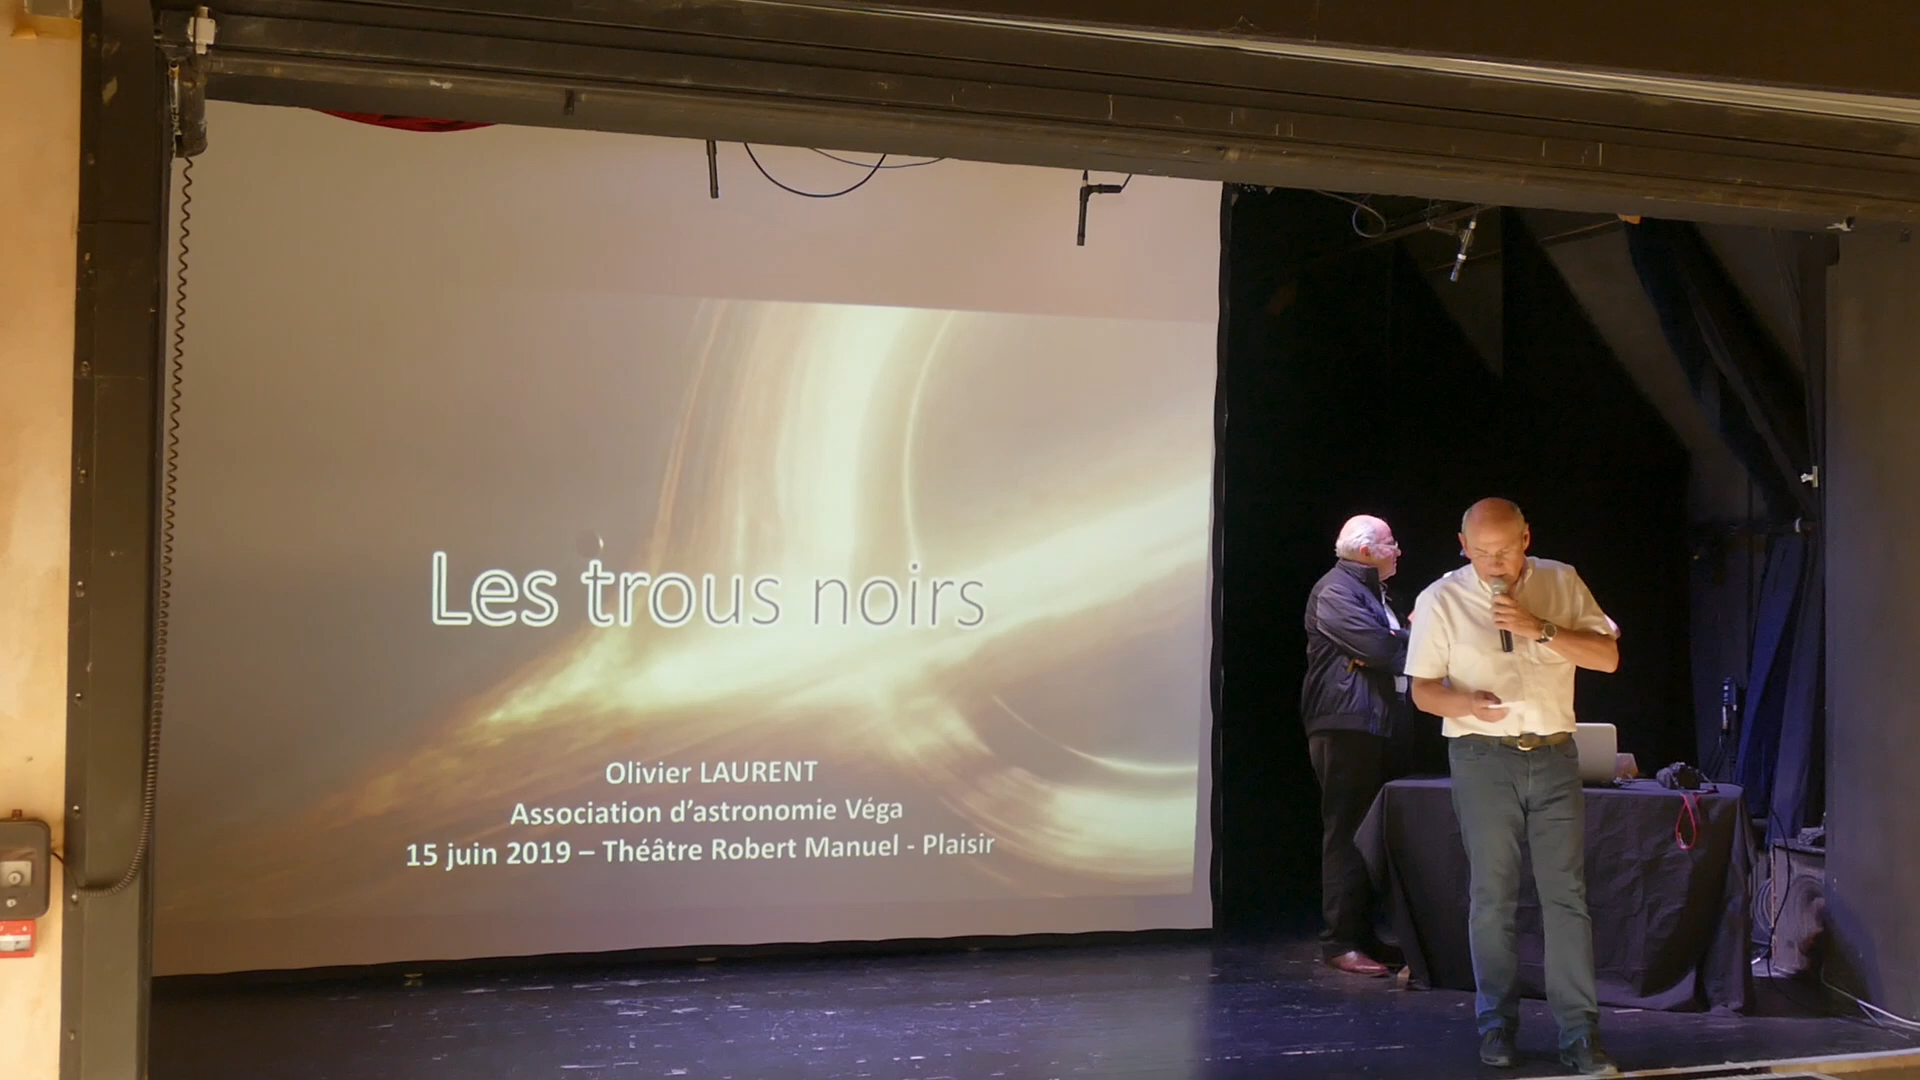 Les trous noirs
Olivier LAURENT
Association d’astronomie Véga
15 juin 2019 – Théâtre Robert Manuel - Plaisir